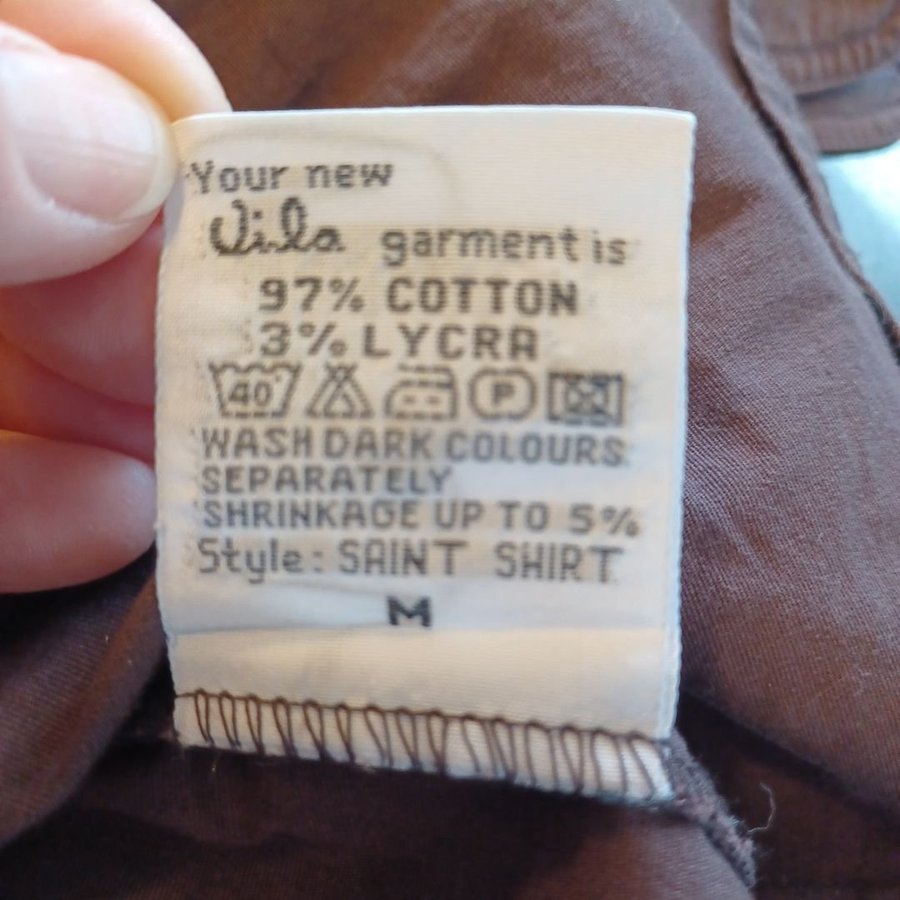 Your new
Vila garment is
97% COTTON
3% LYCRA
40 P
WASH DARK COLOURS
SEPARATELY
SHRINKAGE UP TO 5%
Style: SAINT SHIRT
M